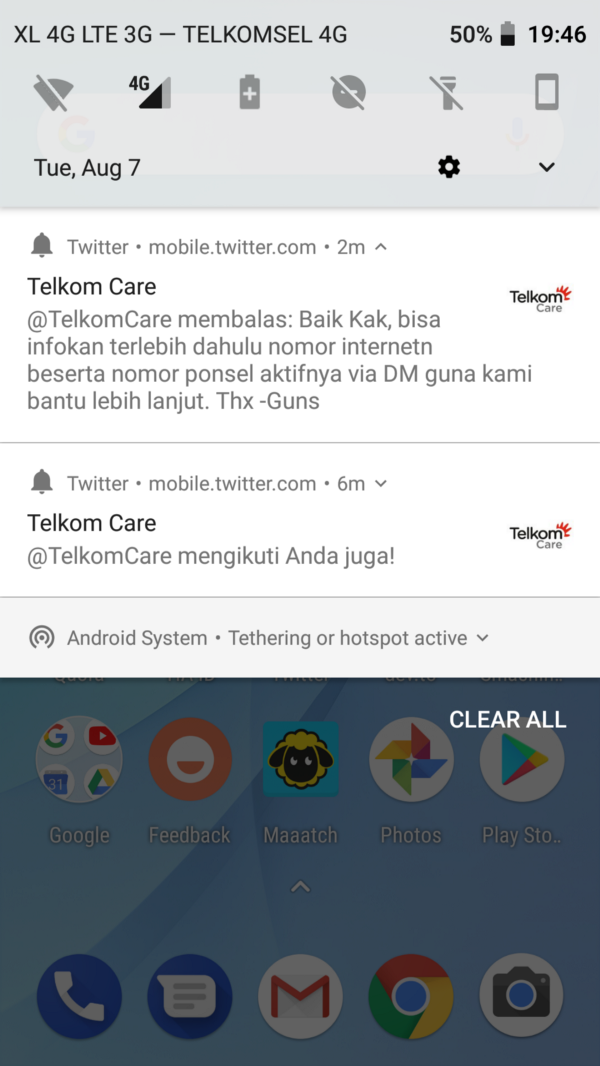 XL 4G LTE 3G — TELKOMSEL 4G 50% 19:46
4G
Tue, Aug 7
Twitter • mobile.twitter.com • 2m
Telkom Care
Telkom Care
@TelkomCare membalas: Baik Kak, bisa
infokan terlebih dahulu nomor internetn
beserta nomor ponsel aktifnya via DM guna kami
bantu lebih lanjut. Thx -Guns
Twitter • mobile.twitter.com • 6m
Telkom Care
Telkom Care
@TelkomCare mengikuti Anda juga!
Android System • Tethering or hotspot active
CLEAR ALL
31
Google Feedback Maaatch Photos Play Sto..